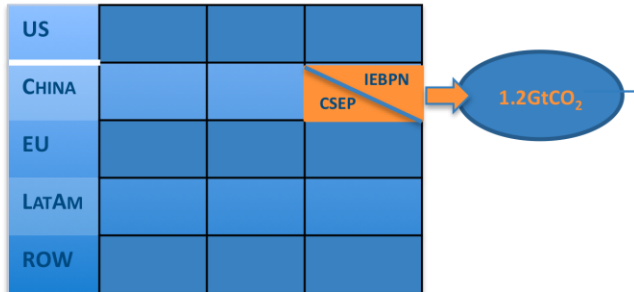 US
CHINA
IEBPN
CSEP
1.2GtCO₂
EU
LATAM
ROW